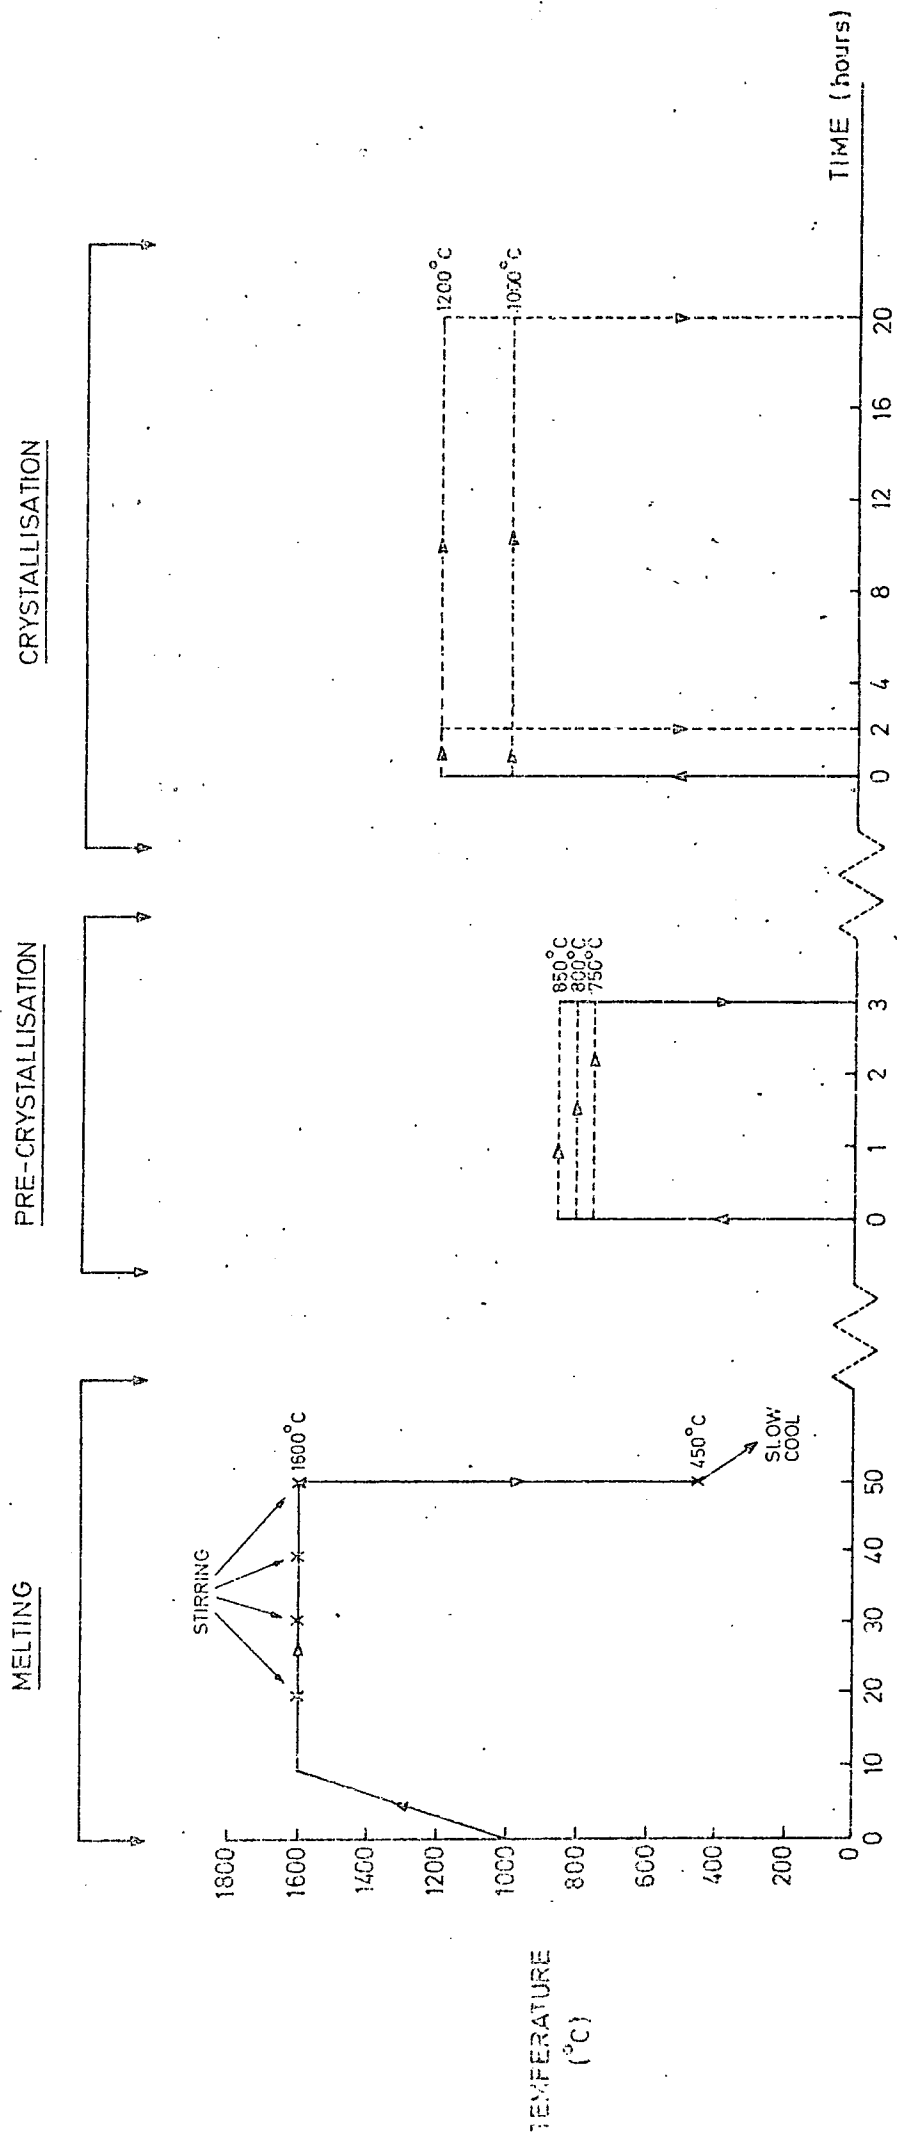 MELTING
PRE-CRYSTALLISATION
CRYSTALLISATION
STIRRING
1600°C
450°C
SLOW
COOL
850°C
800°C
750°C
1200°C
1000°C
TEMPERATURE
(°C)
1800
1600
1400
1200
1000
800
600
400
200
0
0 10 20 30 40 50
0 1 2 3
0 2 4 8 12 16 20
TIME (hours)